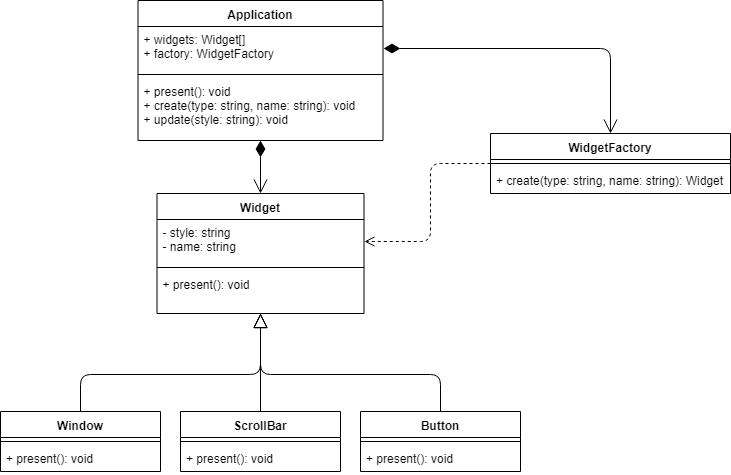 Application
+ widgets: Widget[]
+ factory: WidgetFactory
+ present(): void
+ create(type: string, name: string): void
+ update(style: string): void
WidgetFactory
+ create(type: string, name: string): Widget
Widget
- style: string
- name: string
+ present(): void
Window
+ present(): void
ScrollBar
+ present(): void
Button
+ present(): void